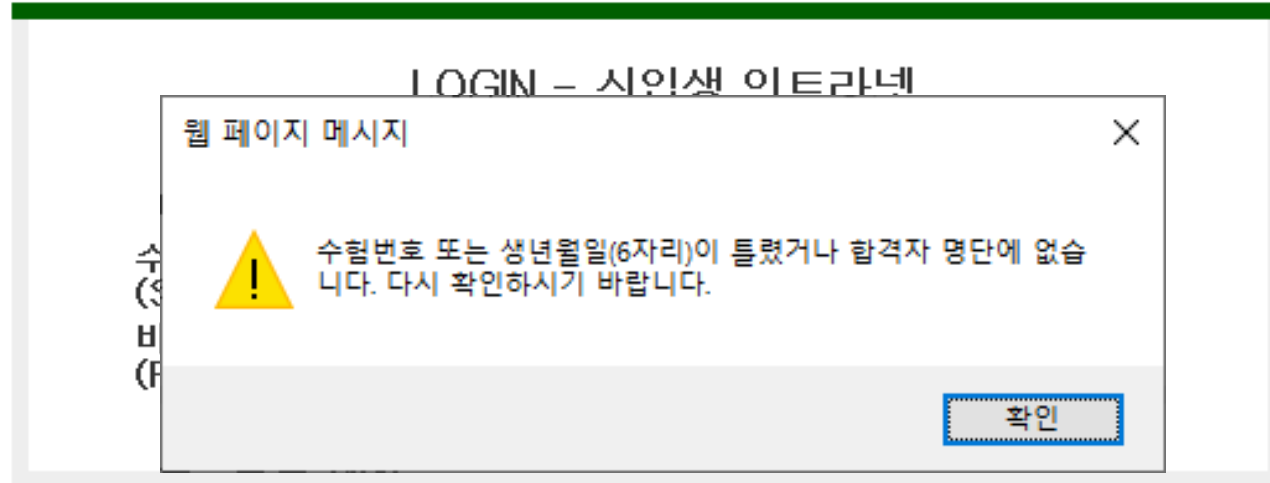 LOGIN – 신입생 인트라넷
웹 페이지 메시지
수험번호 또는 생년월일(6자리)이 틀렸거나 합격자 명단에 없습
니다. 다시 확인하시기 바랍니다.
수
(S
비
(P
확인